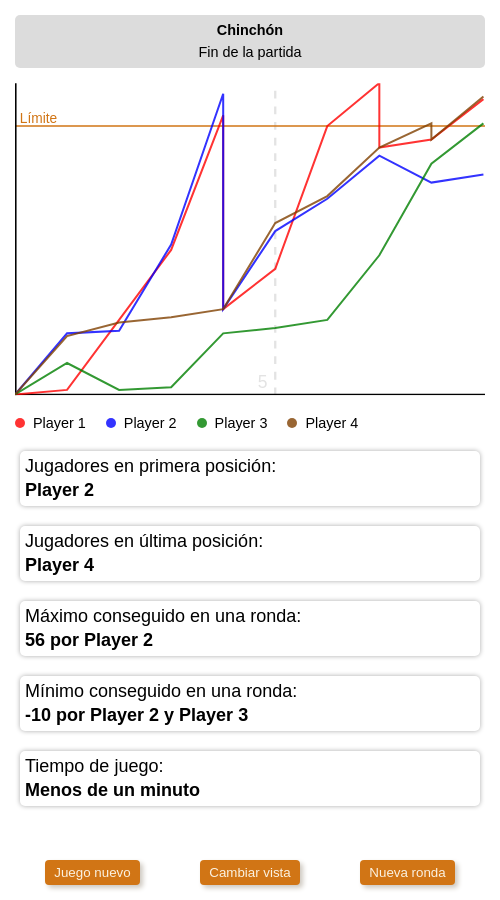 Chinchón
Fin de la partida
Límite
5
Player 1 Player 2 Player 3 Player 4
Jugadores en primera posición:
Player 2
Jugadores en última posición:
Player 4
Máximo conseguido en una ronda:
56 por Player 2
Mínimo conseguido en una ronda:
-10 por Player 2 y Player 3
Tiempo de juego:
Menos de un minuto
Juego nuevo Cambiar vista Nueva ronda